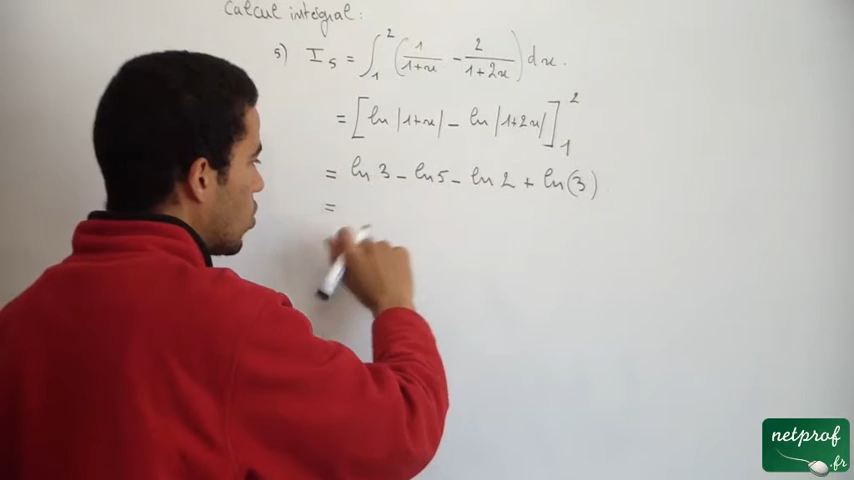 Calcul intégral :
5) I₅ = ∫₁² (1/(1+x) - 2/(1+2x)) dx.
= [ln |1+x| - ln |1+2x|]₁²
= ln 3 - ln 5 - ln 2 + ln (3)
=
netprof
.fr